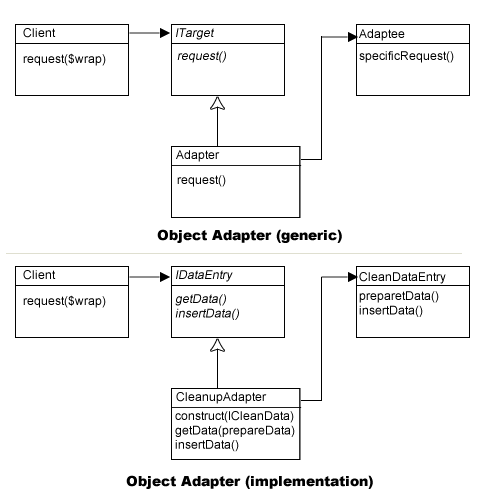 Client
request($wrap)
ITarget
request()
Adaptee
specificRequest()
Adapter
request()
Object Adapter (generic)
Client
request($wrap)
IDataEntry
getData()
insertData()
CleanDataEntry
preparetData()
insertData()
CleanupAdapter
construct(ICleanData)
getData(prepareData)
insertData()
Object Adapter (implementation)